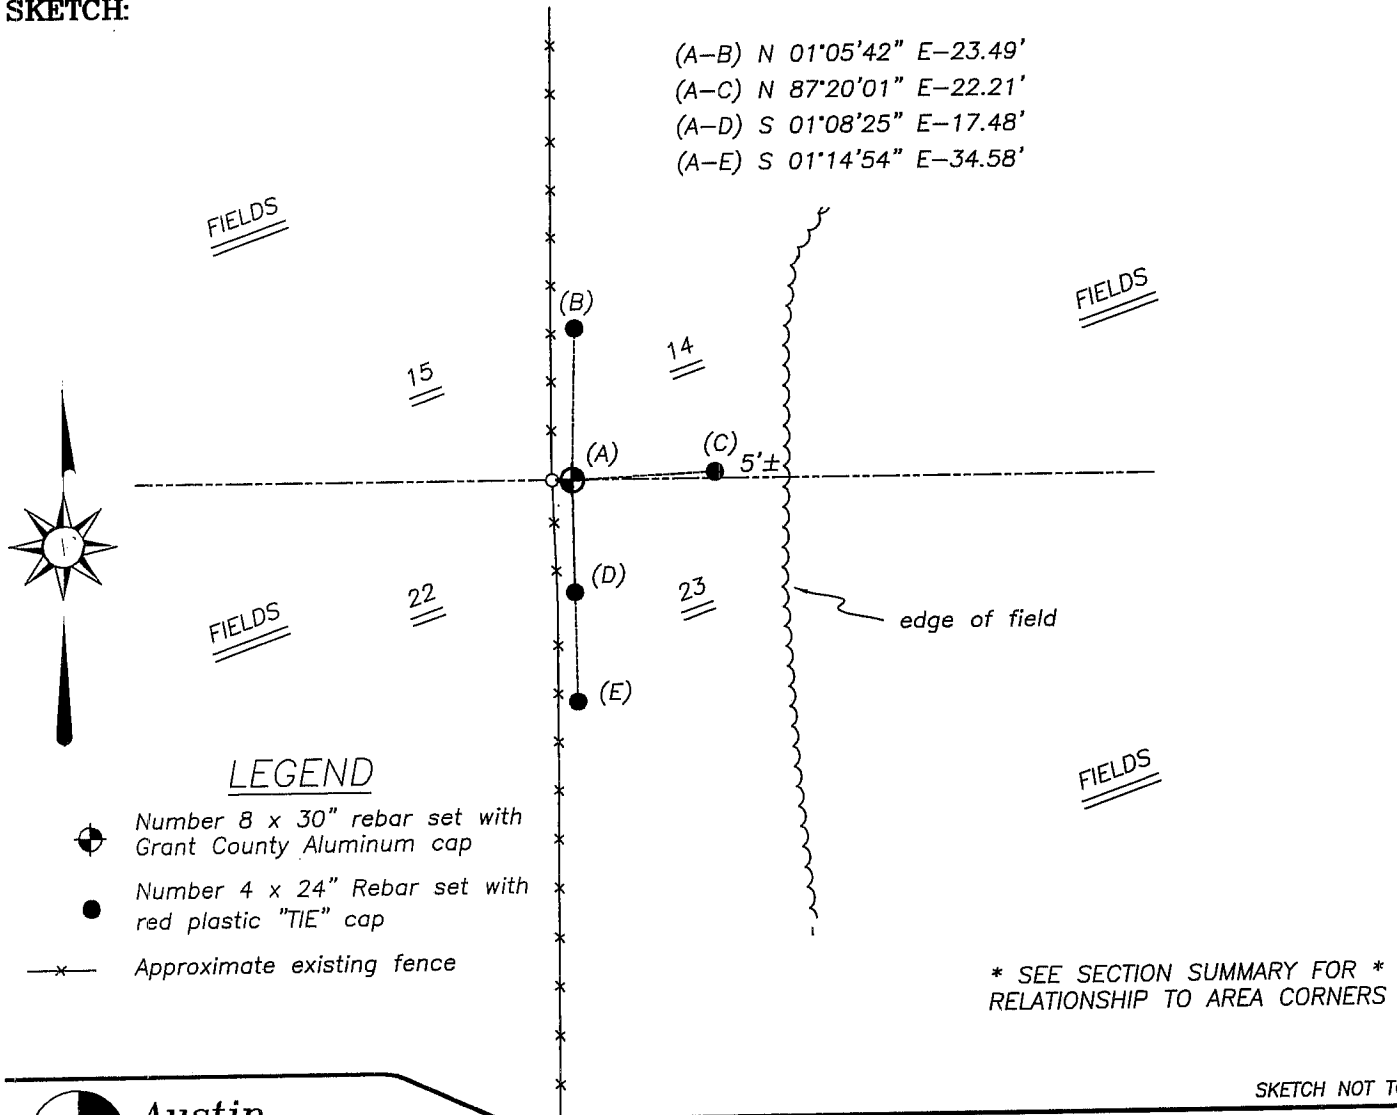 SKETCH:
(A-B) N 01°05'42" E-23.49'
(A-C) N 87°20'01" E-22.21'
(A-D) S 01°08'25" E-17.48'
(A-E) S 01°14'54" E-34.58'
FIELDS
FIELDS
(B)
15
14
(A)
(C)
5'±
(D)
22
23
FIELDS
edge of field
(E)
FIELDS
LEGEND
Number 8 x 30" rebar set with
Grant County Aluminum cap
Number 4 x 24" Rebar set with
red plastic "TIE" cap
Approximate existing fence
* SEE SECTION SUMMARY FOR *
RELATIONSHIP TO AREA CORNERS
SKETCH NOT
Austin